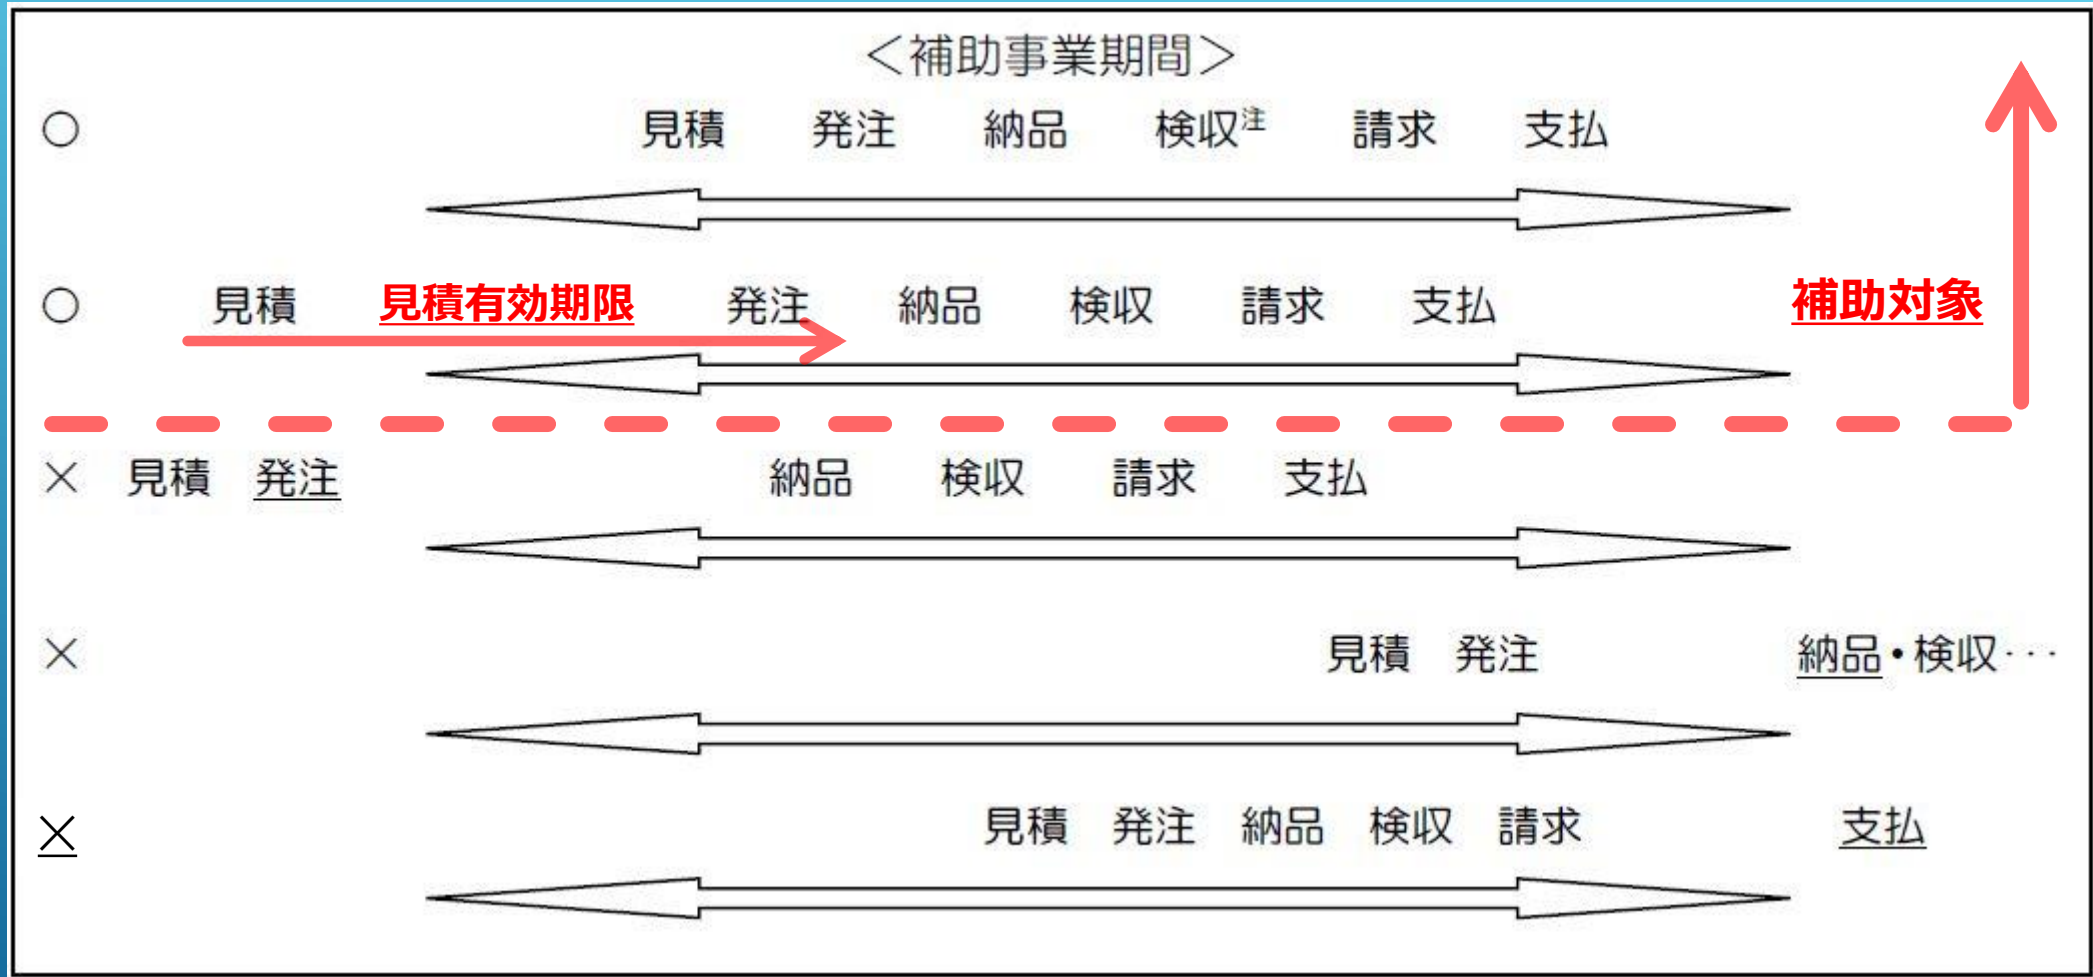 ＜補助事業期間＞
○ 見積 発注 納品 検収注 請求 支払
○ 見積 見積有効期限 発注 納品 検収 請求 支払 補助対象
× 見積 発注 納品 検収 請求 支払
× 見積 発注 納品・検収･･･
× 見積 発注 納品 検収 請求 支払